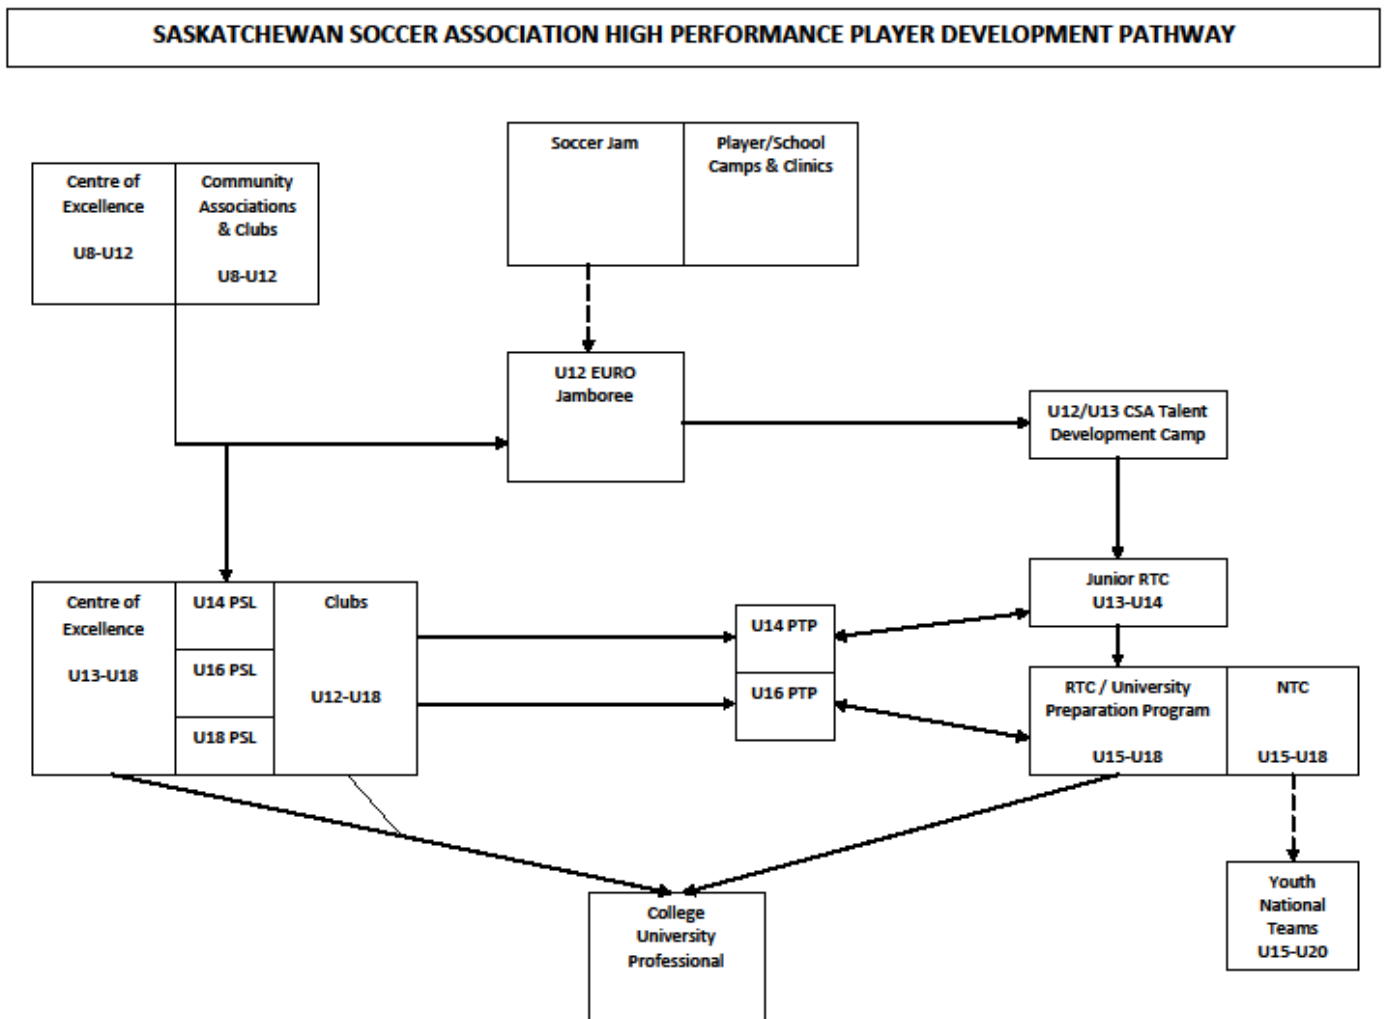 SASKATCHEWAN SOCCER ASSOCIATION HIGH PERFORMANCE PLAYER DEVELOPMENT PATHWAY
Soccer Jam
Player/School
Camps & Clinics
Centre of
Excellence
U8-U12
Community
Associations
& Clubs
U8-U12
U12 EURO
Jamboree
U12/U13 CSA Talent
Development Camp
Centre of
Excellence
U13-U18
U14 PSL
U16 PSL
U18 PSL
Clubs
U12-U18
U14 PTP
U16 PTP
Junior RTC
U13-U14
RTC / University
Preparation Program
U15-U18
NTC
U15-U18
College
University
Professional
Youth
National
Teams
U15-U20